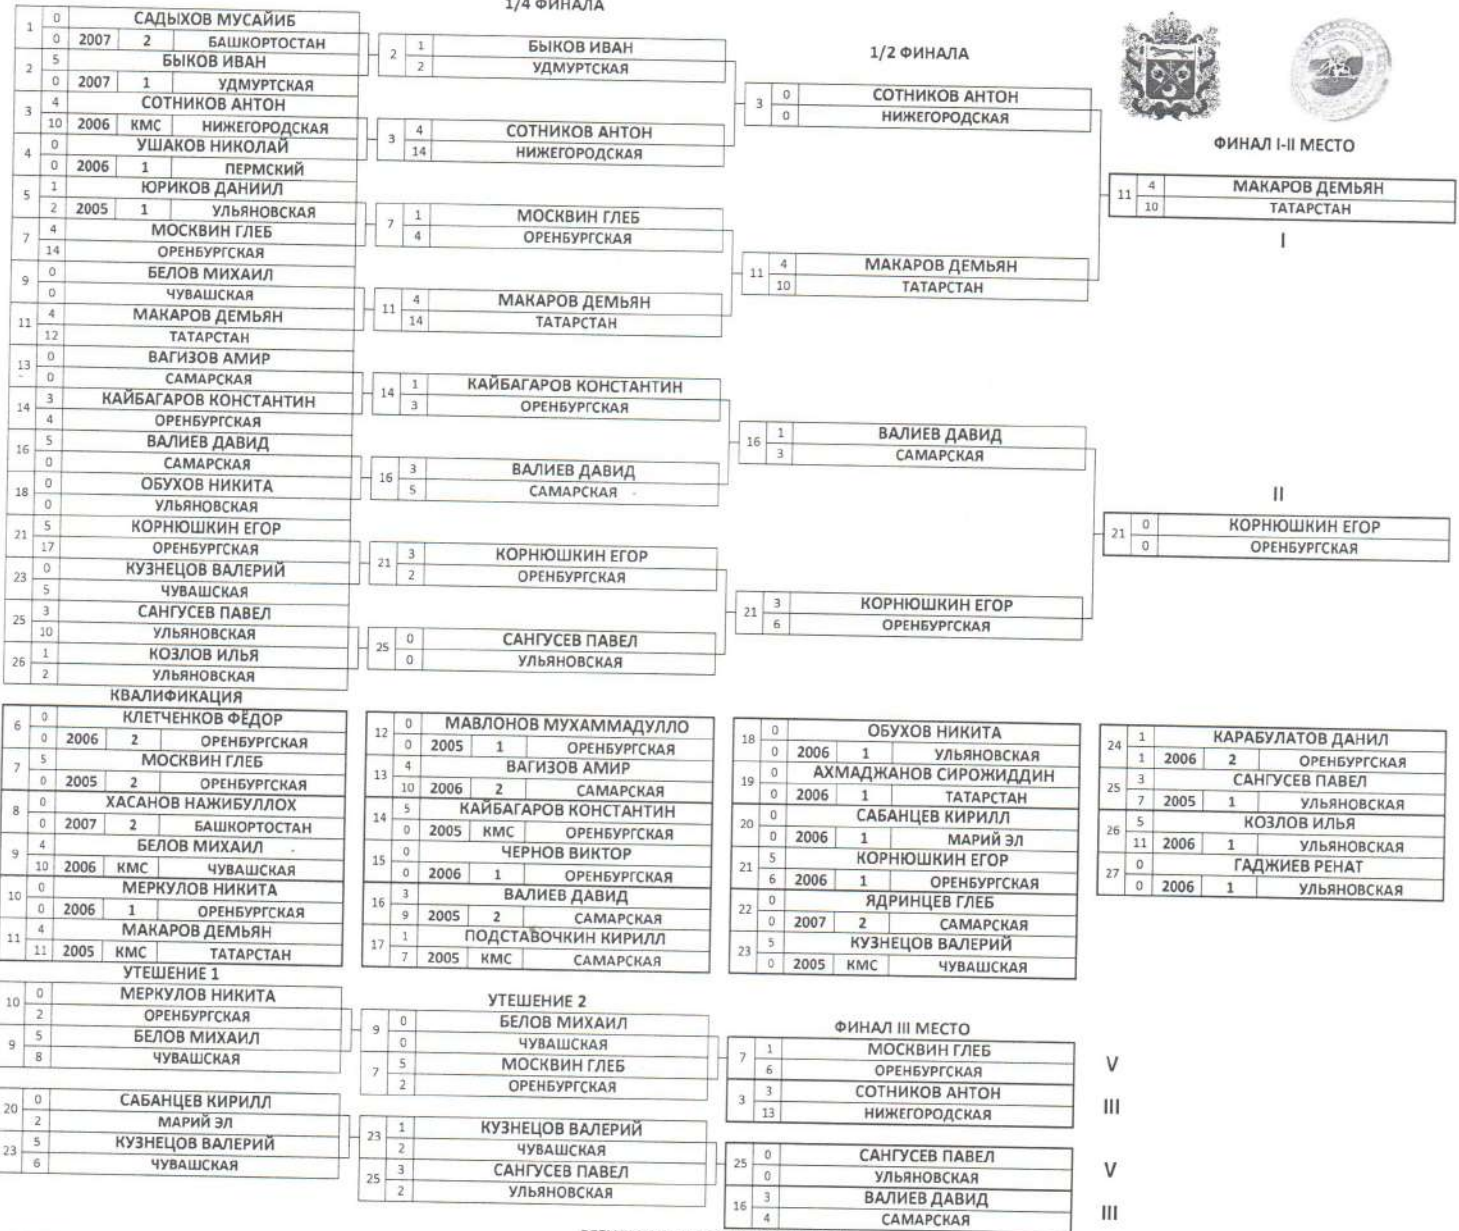 1/4 ФИНАЛА
1 0 САДЫХОВ МУСАЙИБ
0 2007 2 БАШКОРТОСТАН
2 5 БЫКОВ ИВАН
0 2007 1 УДМУРТСКАЯ
3 4 СОТНИКОВ АНТОН
10 2006 КМС НИЖЕГОРОДСКАЯ
4 0 УШАКОВ НИКОЛАЙ
0 2006 1 ПЕРМСКИЙ
5 1 ЮРИКОВ ДАНИИЛ
2 2005 1 УЛЬЯНОВСКАЯ
7 4 МОСКВИН ГЛЕБ
14 ОРЕНБУРГСКАЯ
9 0 БЕЛОВ МИХАИЛ
0 ЧУВАШСКАЯ
11 4 МАКАРОВ ДЕМЬЯН
12 ТАТАРСТАН
13 0 ВАГИЗОВ АМИР
0 САМАРСКАЯ
14 3 КАЙБАГАРОВ КОНСТАНТИН
4 ОРЕНБУРГСКАЯ
16 5 ВАЛИЕВ ДАВИД
0 САМАРСКАЯ
18 0 ОБУХОВ НИКИТА
0 УЛЬЯНОВСКАЯ
21 5 КОРНЮШКИН ЕГОР
17 ОРЕНБУРГСКАЯ
23 0 КУЗНЕЦОВ ВАЛЕРИЙ
5 ЧУВАШСКАЯ
25 3 САНГУСЕВ ПАВЕЛ
10 УЛЬЯНОВСКАЯ
26 1 КОЗЛОВ ИЛЬЯ
2 УЛЬЯНОВСКАЯ
2 1 БЫКОВ ИВАН
2 УДМУРТСКАЯ
3 4 СОТНИКОВ АНТОН
14 НИЖЕГОРОДСКАЯ
7 1 МОСКВИН ГЛЕБ
4 ОРЕНБУРГСКАЯ
11 4 МАКАРОВ ДЕМЬЯН
14 ТАТАРСТАН
14 1 КАЙБАГАРОВ КОНСТАНТИН
3 ОРЕНБУРГСКАЯ
16 3 ВАЛИЕВ ДАВИД
5 САМАРСКАЯ
21 3 КОРНЮШКИН ЕГОР
2 ОРЕНБУРГСКАЯ
25 0 САНГУСЕВ ПАВЕЛ
0 УЛЬЯНОВСКАЯ
1/2 ФИНАЛА
3 0 СОТНИКОВ АНТОН
0 НИЖЕГОРОДСКАЯ
11 4 МАКАРОВ ДЕМЬЯН
10 ТАТАРСТАН
16 1 ВАЛИЕВ ДАВИД
3 САМАРСКАЯ
21 3 КОРНЮШКИН ЕГОР
6 ОРЕНБУРГСКАЯ
ФИНАЛ I-II МЕСТО
11 4 МАКАРОВ ДЕМЬЯН
10 ТАТАРСТАН
I
II
21 0 КОРНЮШКИН ЕГОР
0 ОРЕНБУРГСКАЯ
КВАЛИФИКАЦИЯ
6 0 КЛЕТЧЕНКОВ ФЁДОР
0 2006 2 ОРЕНБУРГСКАЯ
7 5 МОСКВИН ГЛЕБ
0 2005 2 ОРЕНБУРГСКАЯ
8 0 ХАСАНОВ НАЖИБУЛЛОХ
0 2007 2 БАШКОРТОСТАН
9 4 БЕЛОВ МИХАИЛ
10 2006 КМС ЧУВАШСКАЯ
10 0 МЕРКУЛОВ НИКИТА
0 2006 1 ОРЕНБУРГСКАЯ
11 4 МАКАРОВ ДЕМЬЯН
11 2005 КМС ТАТАРСТАН
12 0 МАВЛОНОВ МУХАММАДУЛЛО
0 2005 1 ОРЕНБУРГСКАЯ
13 4 ВАГИЗОВ АМИР
10 2006 2 САМАРСКАЯ
14 5 КАЙБАГАРОВ КОНСТАНТИН
0 2005 КМС ОРЕНБУРГСКАЯ
15 0 ЧЕРНОВ ВИКТОР
0 2006 1 ОРЕНБУРГСКАЯ
16 3 ВАЛИЕВ ДАВИД
9 2005 2 САМАРСКАЯ
17 1 ПОДСТАВОЧКИН КИРИЛЛ
7 2005 КМС САМАРСКАЯ
18 0 ОБУХОВ НИКИТА
0 2006 1 УЛЬЯНОВСКАЯ
19 0 АХМАДЖАНОВ СИРОЖИДДИН
0 2006 1 ТАТАРСТАН
20 0 САБАНЦЕВ КИРИЛЛ
0 2006 1 МАРИЙ ЭЛ
21 5 КОРНЮШКИН ЕГОР
6 2006 1 ОРЕНБУРГСКАЯ
22 0 ЯДРИНЦЕВ ГЛЕБ
0 2007 2 САМАРСКАЯ
23 5 КУЗНЕЦОВ ВАЛЕРИЙ
0 2005 КМС ЧУВАШСКАЯ
24 1 КАРАБУЛАТОВ ДАНИЛ
1 2006 2 ОРЕНБУРГСКАЯ
25 3 САНГУСЕВ ПАВЕЛ
7 2005 1 УЛЬЯНОВСКАЯ
26 5 КОЗЛОВ ИЛЬЯ
11 2006 1 УЛЬЯНОВСКАЯ
27 0 ГАДЖИЕВ РЕНАТ
0 2006 1 УЛЬЯНОВСКАЯ
УТЕШЕНИЕ 1
10 0 МЕРКУЛОВ НИКИТА
2 ОРЕНБУРГСКАЯ
9 5 БЕЛОВ МИХАИЛ
8 ЧУВАШСКАЯ
20 0 САБАНЦЕВ КИРИЛЛ
2 МАРИЙ ЭЛ
23 5 КУЗНЕЦОВ ВАЛЕРИЙ
6 ЧУВАШСКАЯ
УТЕШЕНИЕ 2
9 0 БЕЛОВ МИХАИЛ
0 ЧУВАШСКАЯ
7 5 МОСКВИН ГЛЕБ
2 ОРЕНБУРГСКАЯ
23 1 КУЗНЕЦОВ ВАЛЕРИЙ
2 ЧУВАШСКАЯ
25 3 САНГУСЕВ ПАВЕЛ
2 УЛЬЯНОВСКАЯ
ФИНАЛ III МЕСТО
7 1 МОСКВИН ГЛЕБ V
6 ОРЕНБУРГСКАЯ
3 3 СОТНИКОВ АНТОН III
13 НИЖЕГОРОДСКАЯ
25 0 САНГУСЕВ ПАВЕЛ V
0 УЛЬЯНОВСКАЯ
16 3 ВАЛИЕВ ДАВИД III
4 САМАРСКАЯ